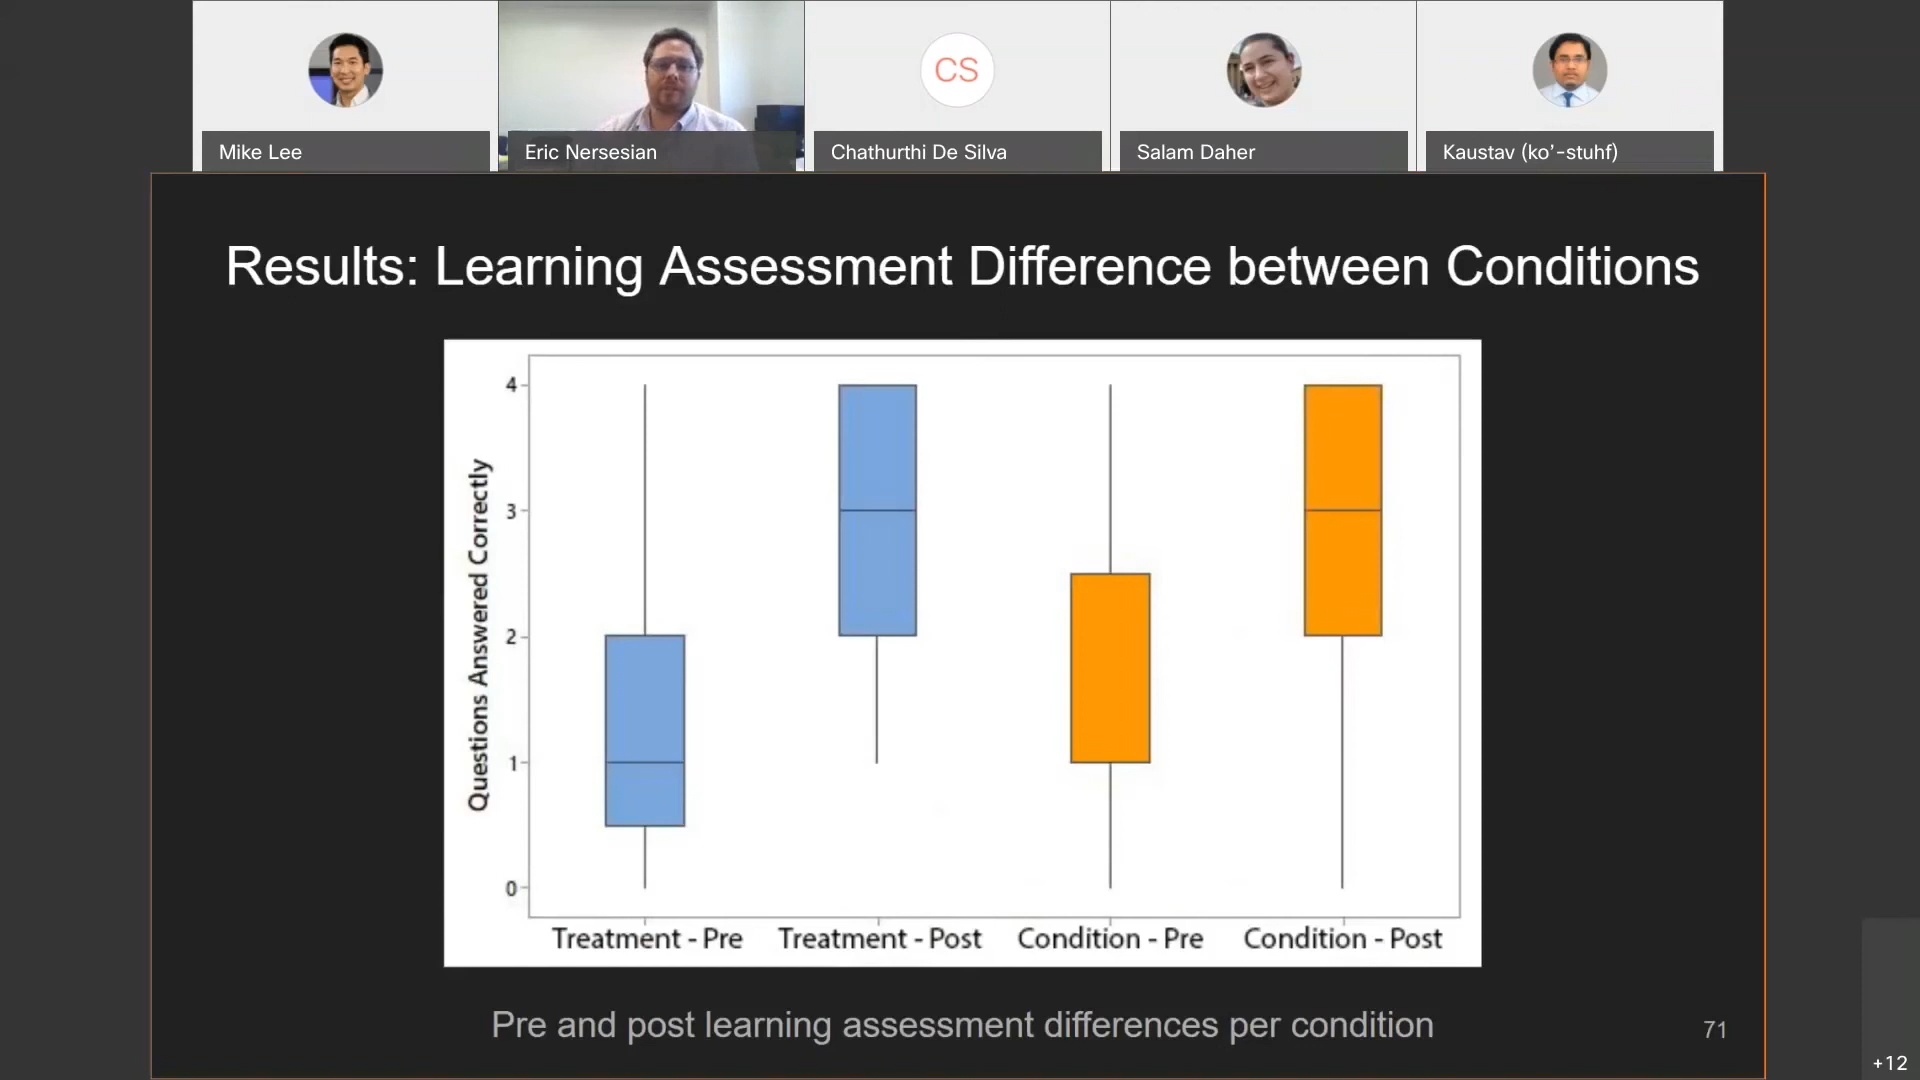 Mike Lee
Eric Nersesian
CS
Chathurthi De Silva
Salam Daher
Kaustav (ko’-stuhf)
Results: Learning Assessment Difference between Conditions
Questions Answered Correctly
4
3
2
1
0
Treatment - Pre
Treatment - Post
Condition - Pre
Condition - Post
Pre and post learning assessment differences per condition
71
+12